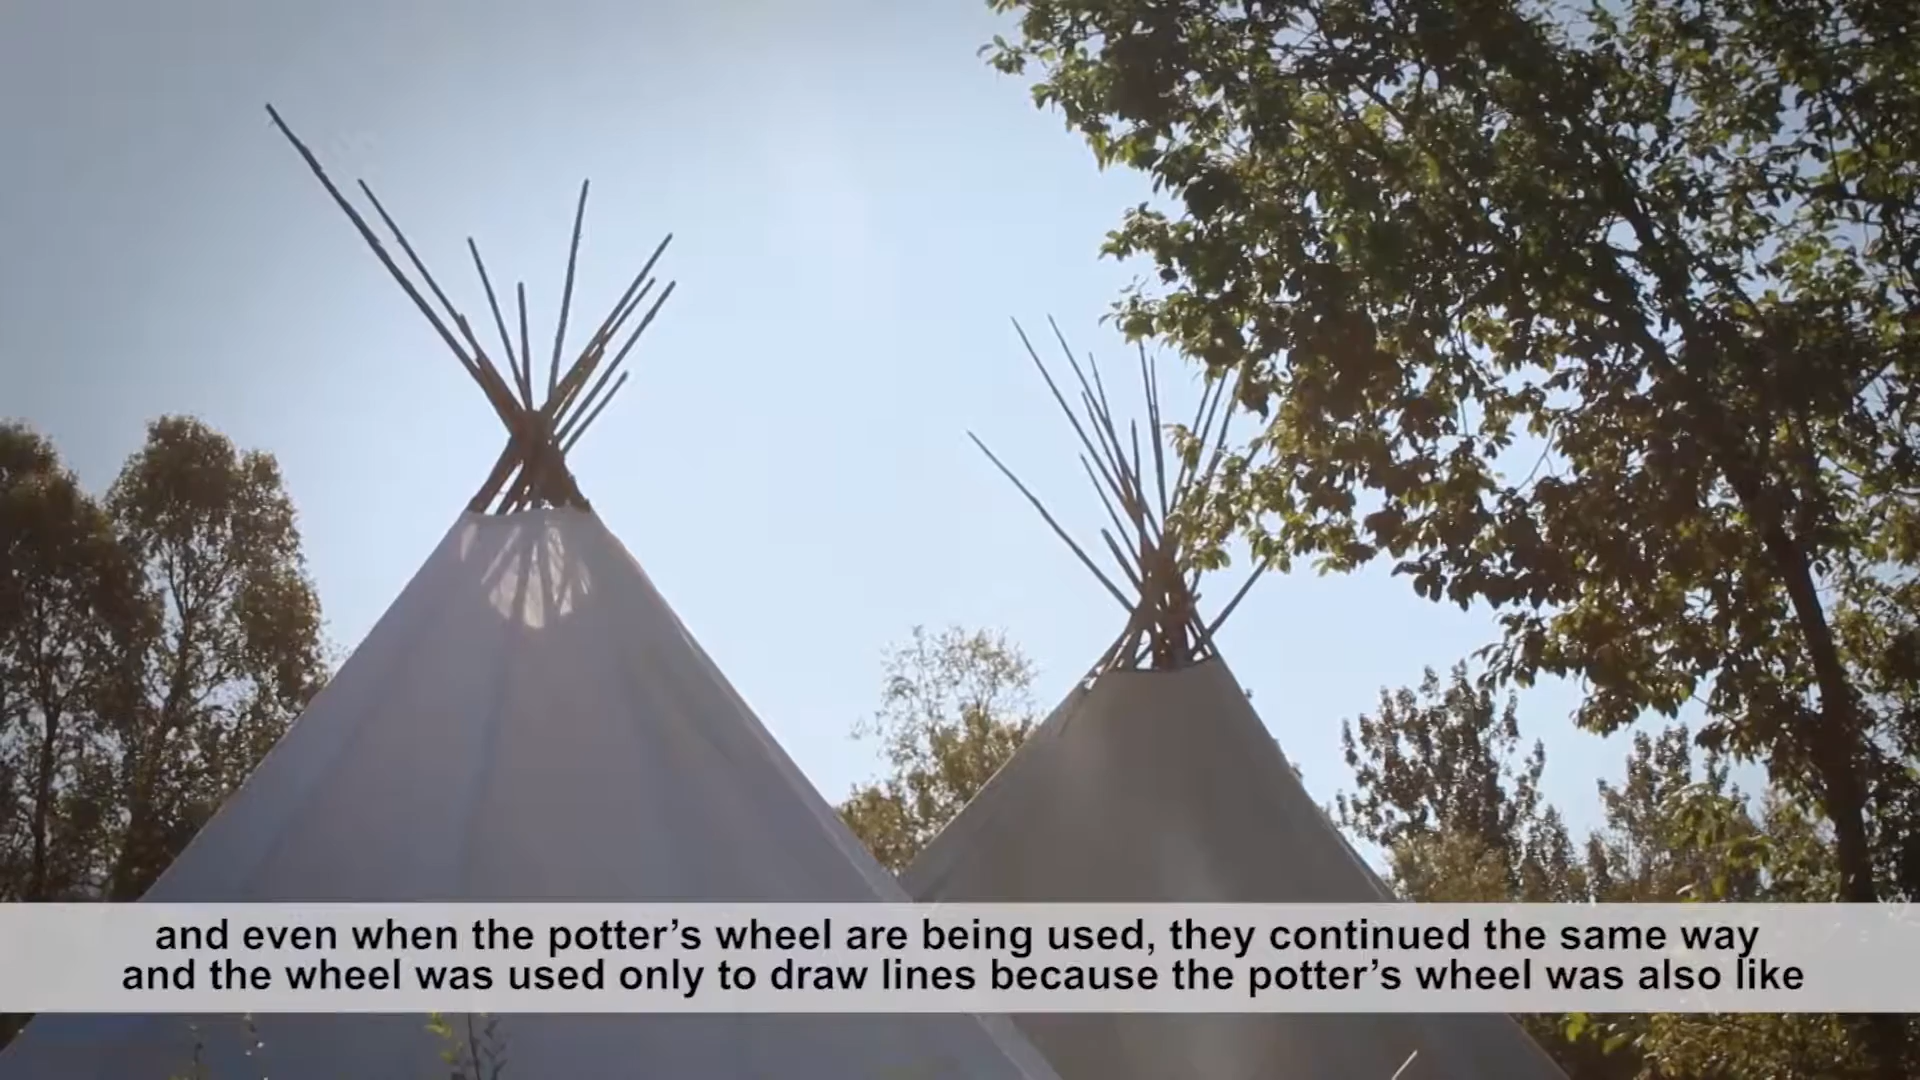 and even when the potter’s wheel are being used, they continued the same way
and the wheel was used only to draw lines because the potter’s wheel was also like